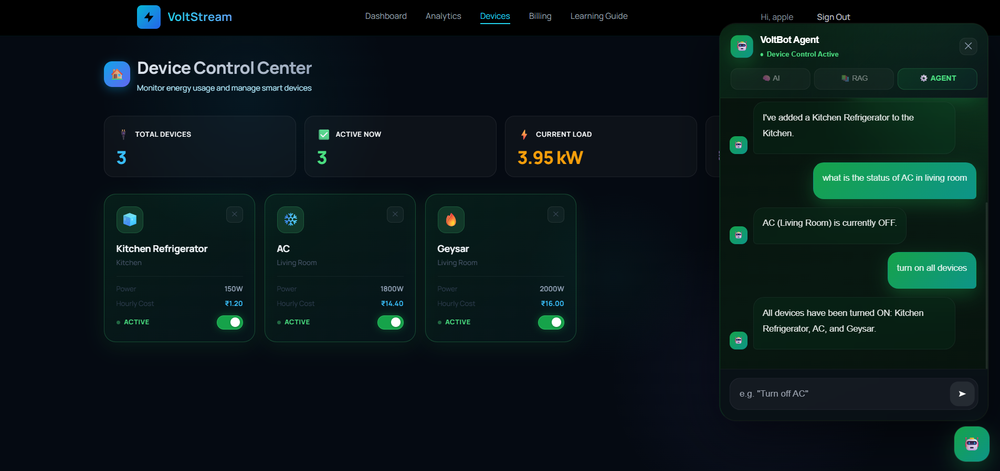 VoltStream
Dashboard
Analytics
Devices
Billing
Learning Guide
Hi, apple
Sign Out
Device Control Center
Monitor energy usage and manage smart devices
TOTAL DEVICES
3
ACTIVE NOW
3
CURRENT LOAD
3.95 kW
Kitchen Refrigerator
Kitchen
Power 150W
Hourly Cost ₹1.20
ACTIVE
AC
Living Room
Power 1800W
Hourly Cost ₹14.40
ACTIVE
Geysar
Living Room
Power 2000W
Hourly Cost ₹16.00
ACTIVE
VoltBot Agent
Device Control Active
AI
RAG
AGENT
I've added a Kitchen Refrigerator to the
Kitchen.
what is the status of AC in living room
AC (Living Room) is currently OFF.
turn on all devices
All devices have been turned ON: Kitchen
Refrigerator, AC, and Geysar.
e.g. "Turn off AC"